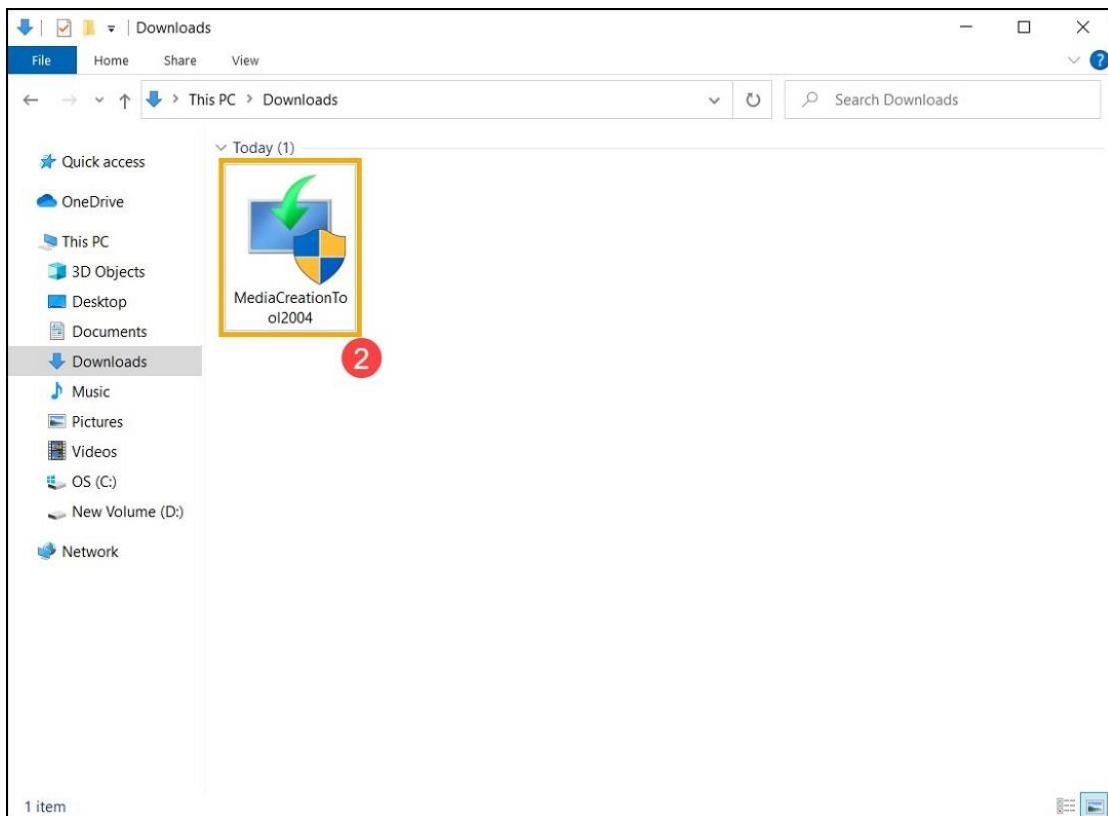 Downloads
File Home Share View ?
> This PC > Downloads
Search Downloads
Quick access
OneDrive
This PC
3D Objects
Desktop
Documents
Downloads
Music
Pictures
Videos
OS (C:)
New Volume (D:)
Network
Today (1)
MediaCreationTo
ol2004
2
1 item